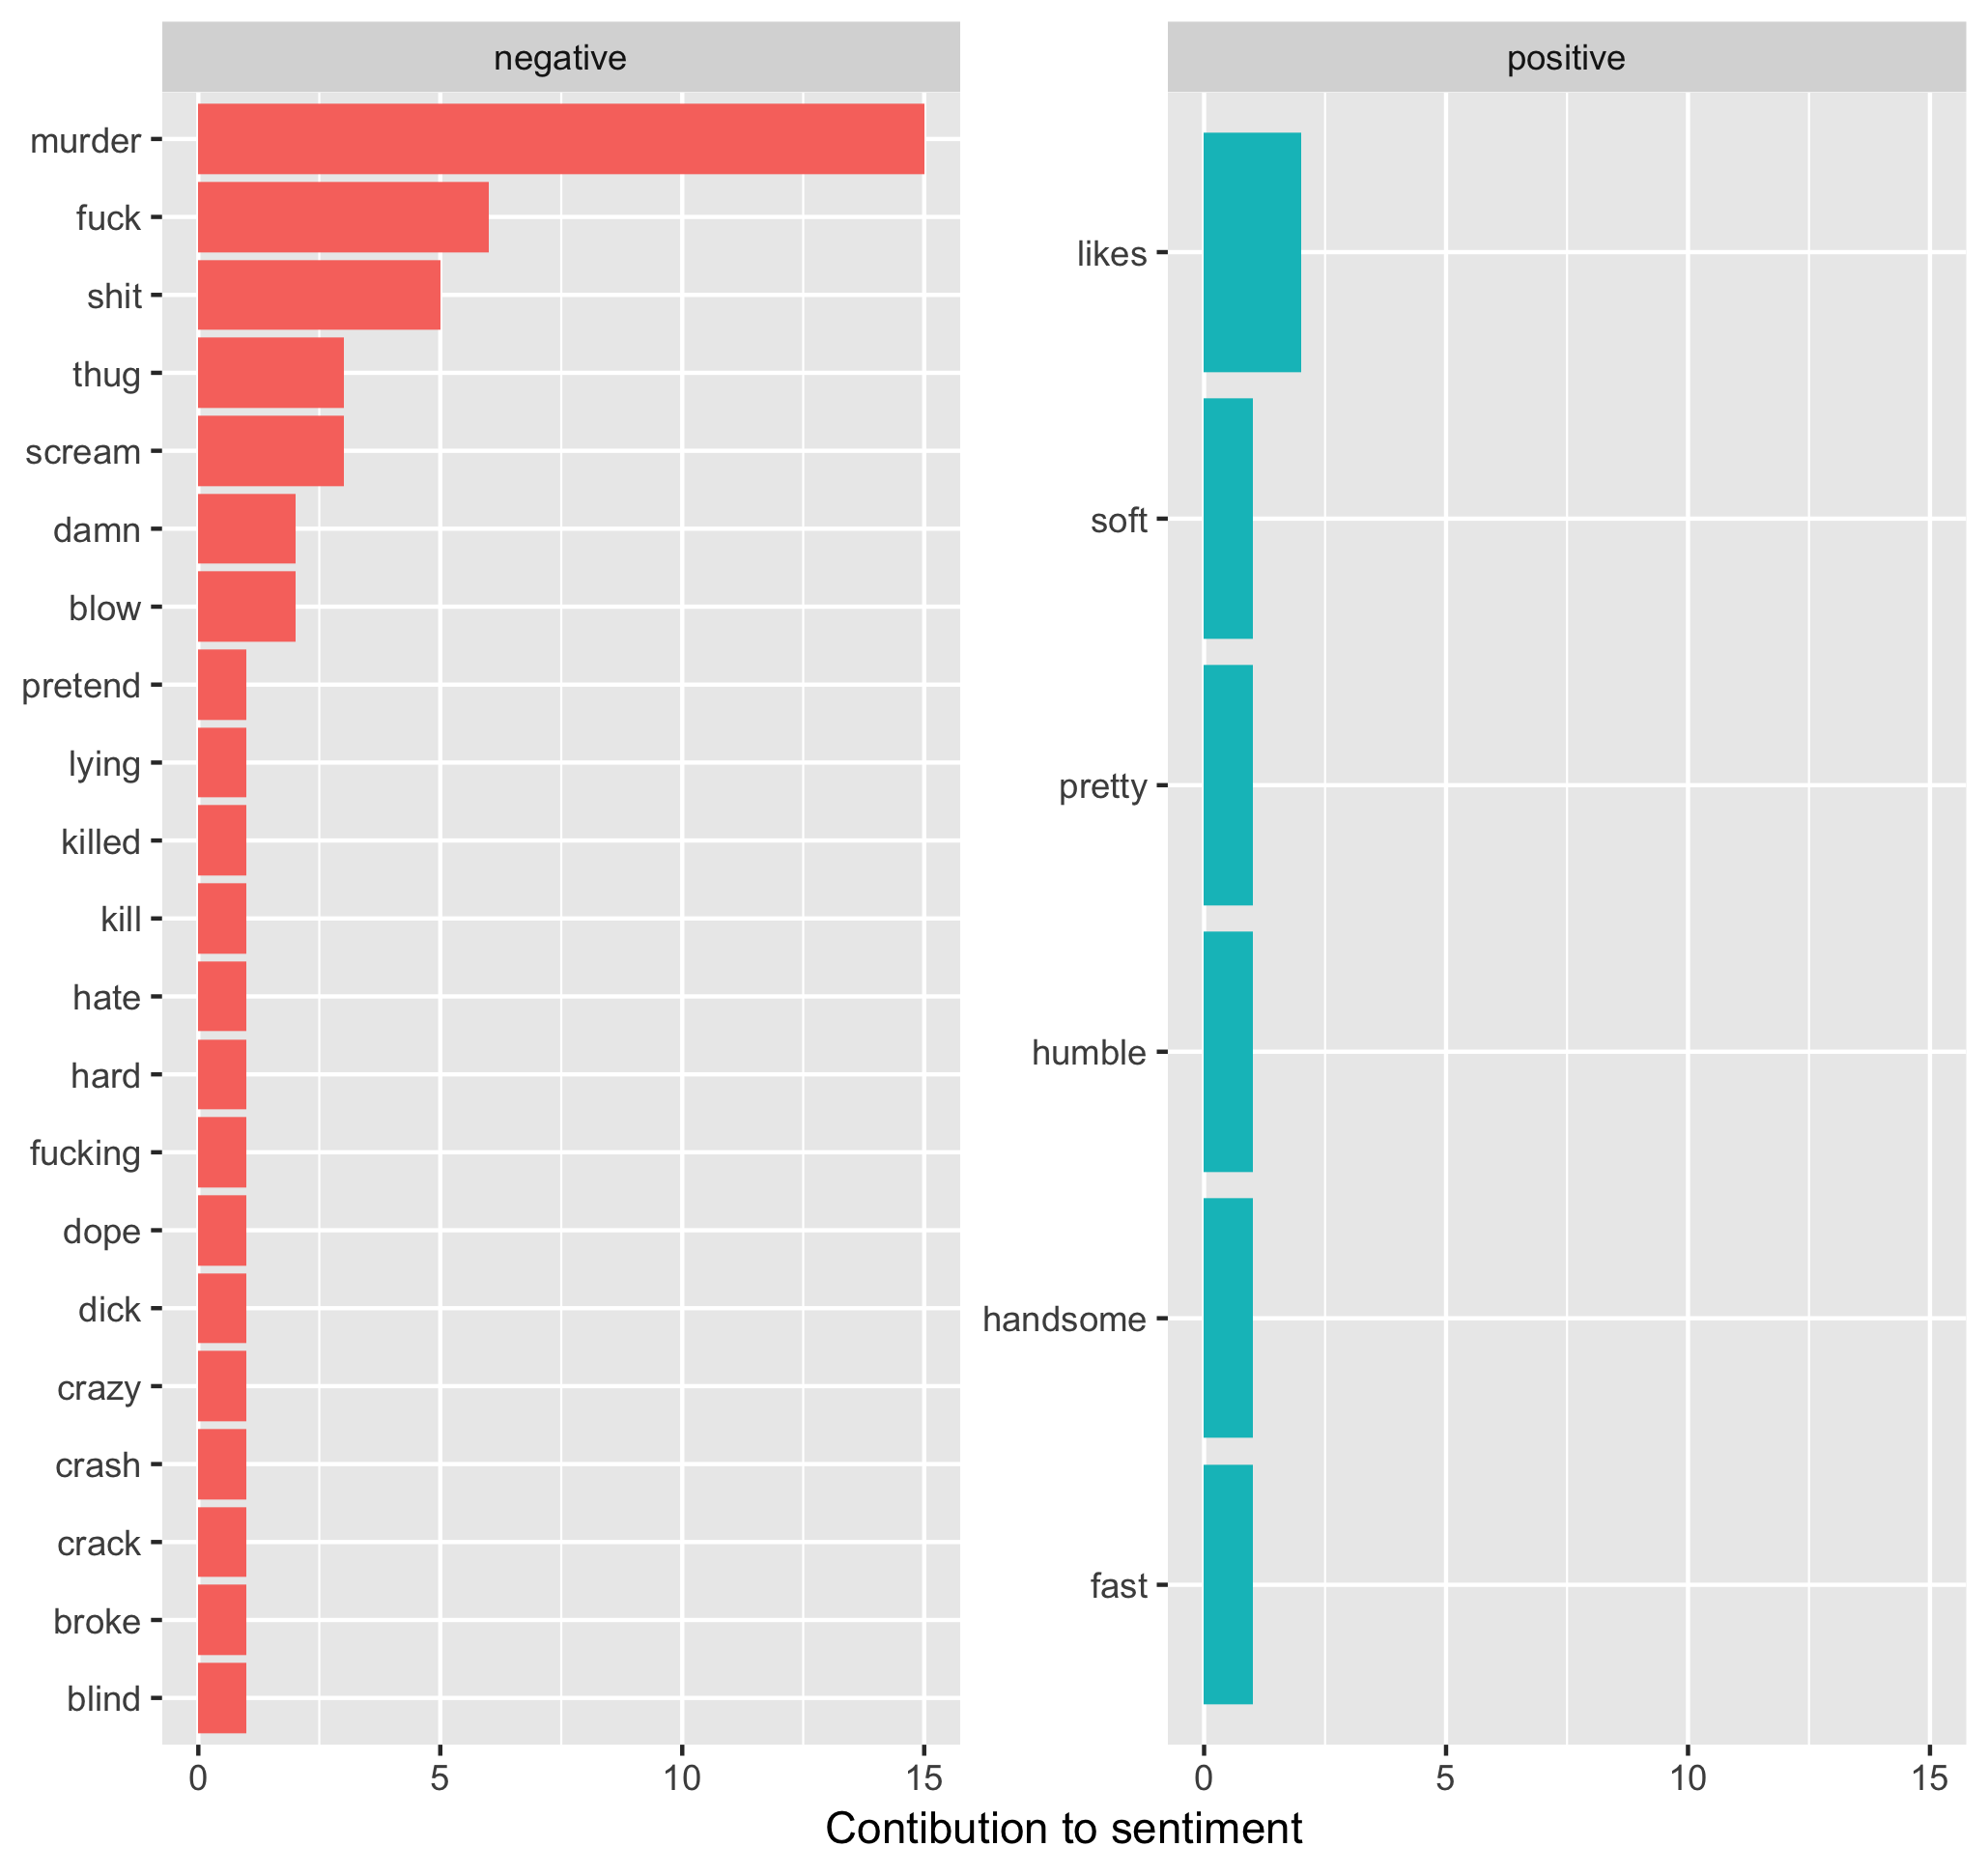 negative
murder
fuck
shit
thug
scream
damn
blow
pretend
lying
killed
kill
hate
hard
fucking
dope
dick
crazy
crash
crack
broke
blind
0 5 10 15
positive
likes
soft
pretty
humble
handsome
fast
0 5 10 15
Contibution to sentiment